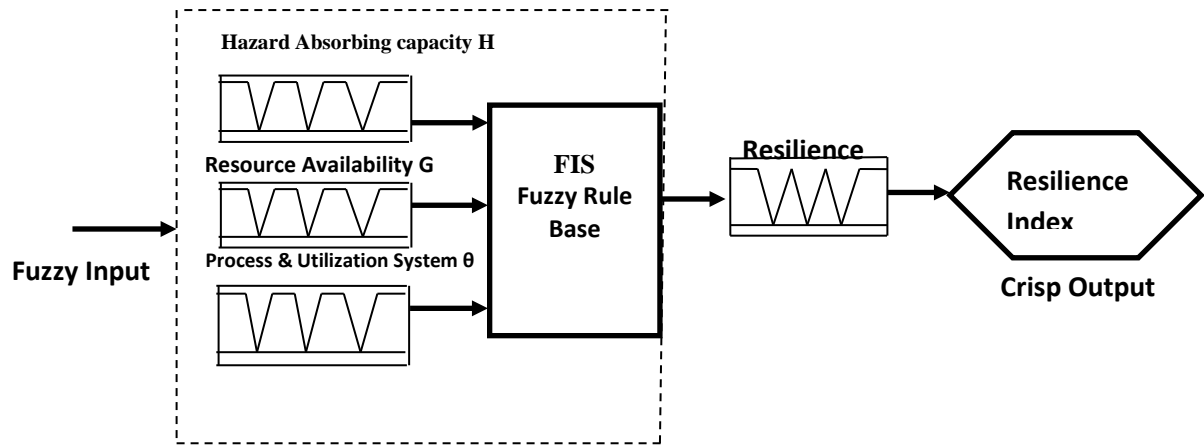 Hazard Absorbing capacity H
Resource Availability G
Process & Utilization System θ
Fuzzy Input
FIS
Fuzzy Rule
Base
Resilience
Resilience
Index
Crisp Output